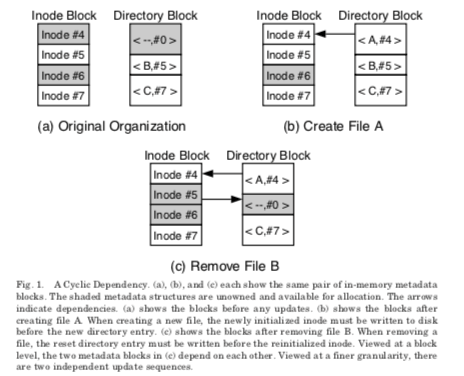 Inode Block Directory Block Inode Block Directory Block
Inode #4 < --,#0 > Inode #4 < A,#4 >
Inode #5 < B,#5 > Inode #5 < B,#5 >
Inode #6 < C,#7 > Inode #6 < C,#7 >
Inode #7 Inode #7
(a) Original Organization (b) Create File A
Inode Block Directory Block
Inode #4 < A,#4 >
Inode #5 < --,#0 >
Inode #6 < C,#7 >
Inode #7
(c) Remove File B
Fig. 1. A Cyclic Dependency. (a), (b), and (c) each show the same pair of in-memory metadata
blocks. The shaded metadata structures are unowned and available for allocation. The arrows
indicate dependencies. (a) shows the blocks before any updates. (b) shows the blocks after
creating file A. When creating a new file, the newly initialized inode must be written to disk
before the new directory entry. (c) shows the blocks after removing file B. When removing a
file, the reset directory entry must be written before the reinitialized inode. Viewed at a block
level, the two metadata blocks in (c) depend on each other. Viewed at a finer granularity, there
are two independent update sequences.